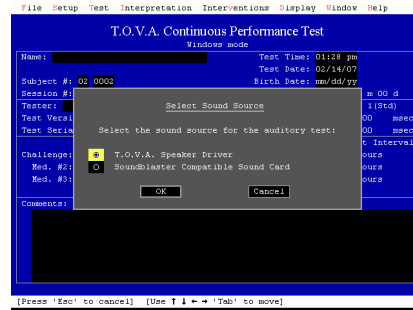 File Setup Test Interpretation Interventions Display Window Help
T.O.V.A. Continuous Performance Test
Windows mode
Name: Test Time: 01:28 pm
Test Date: 02/14/07
Subject #: 02 0002 Birth Date: mm/dd/yy
Session #: m 00 d
Tester: 1(Std)
Test Versi 00 msec
Test Seria 00 msec
t Interval
Challenge: ours
Med. #2: ours
Med. #3: ours
Comments:
Select Sound Source
Select the sound source for the auditory test:
T.O.V.A. Speaker Driver
Soundblaster Compatible Sound Card
OK Cancel
[Press 'Esc' to cancel] [Use ↑ ↓ ← → 'Tab' to move]